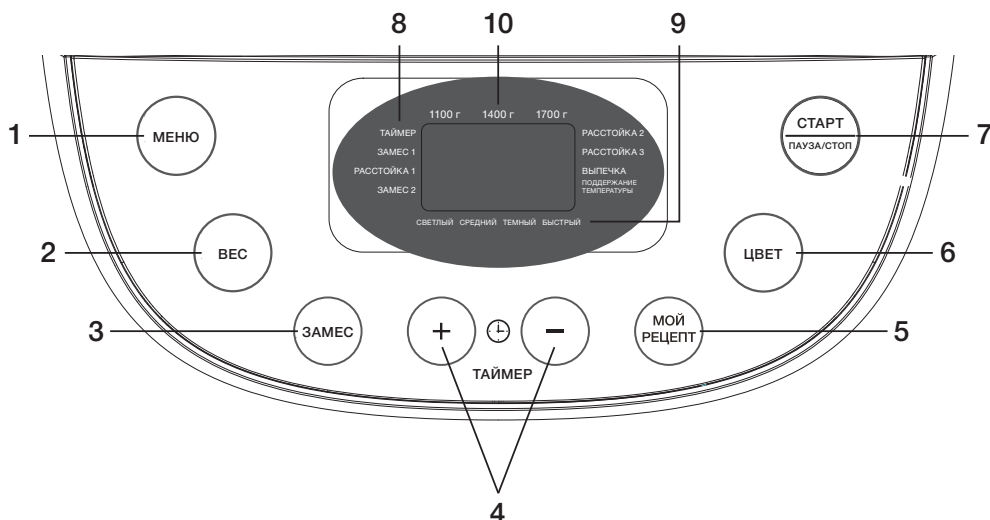 8 10 9
1100 г 1400 г 1700 г
ТАЙМЕР
ЗАМЕС 1
РАССТОЙКА 1
ЗАМЕС 2
РАССТОЙКА 2
РАССТОЙКА 3
ВЫПЕЧКА
ПОДДЕРЖАНИЕ
ТЕМПЕРАТУРЫ
СВЕТЛЫЙ СРЕДНИЙ ТЕМНЫЙ БЫСТРЫЙ
1 МЕНЮ
СТАРТ
ПАУЗА/СТОП
7
2 ВЕС
ЦВЕТ 6
3 ЗАМЕС
+ −
ТАЙМЕР
МОЙ
РЕЦЕПТ
5
4